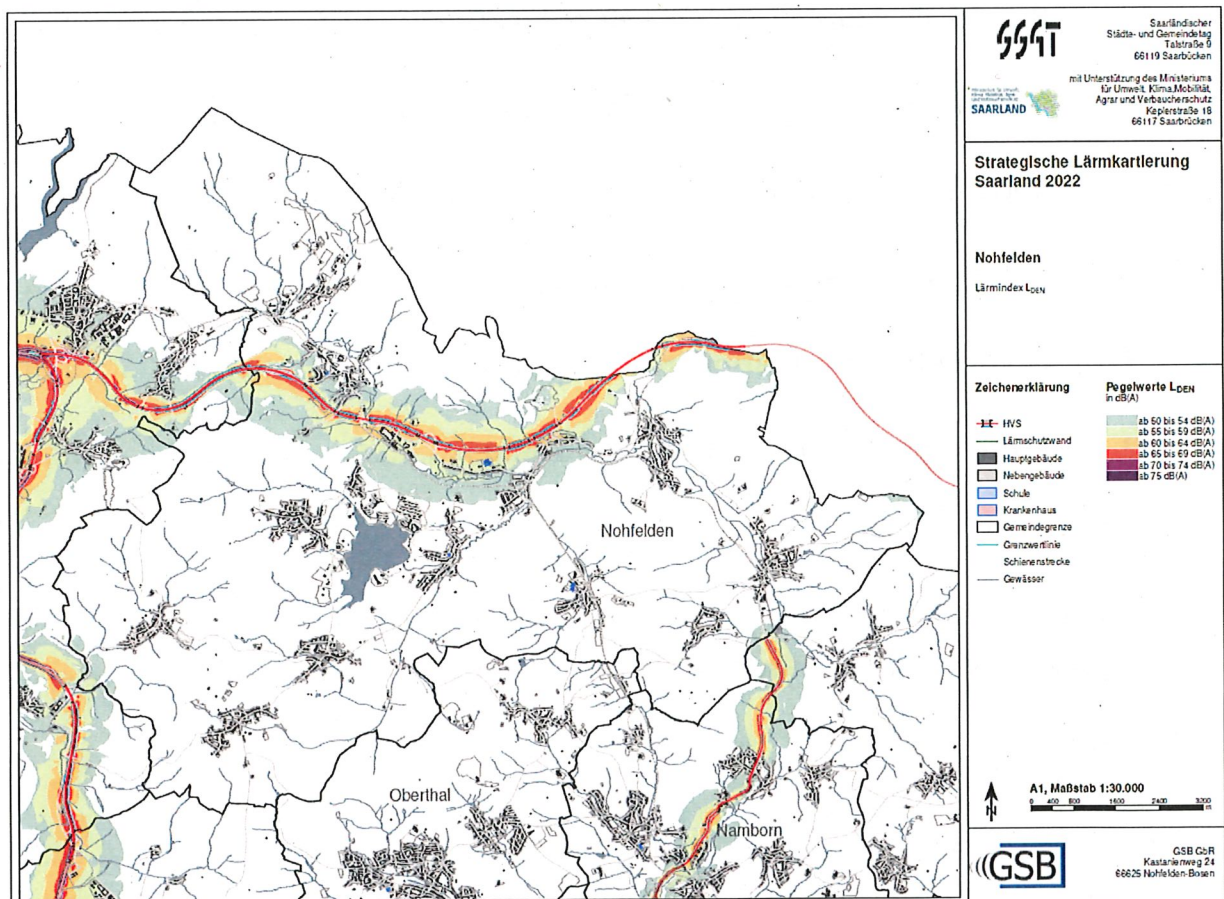 Nohfelden
Oberthal
Namborn
SSGT
Saarländischer
Städte- und Gemeindetag
Talstraße 9
66119 Saarbücken
mit Unterstützung des Ministeriums
für Umwelt, Klima,Mobilität,
Agrar und Verbaucherschutz
Keplerstraße 18
66117 Saarbrücken
SAARLAND
Strategische Lärmkartierung
Saarland 2022
Nohfelden
Lärmindex LDEN
Zeichenerklärung
HVS
Lärmschutzwand
Hauptgebäude
Nebengebäude
Schule
Krankenhaus
Gemeindegrenze
Grenzwertlinie
Schienenstrecke
Gewässer
Pegelwerte LDEN
in dB(A)
ab 50 bis 54 dB(A)
ab 55 bis 59 dB(A)
ab 60 bis 64 dB(A)
ab 65 bis 69 dB(A)
ab 70 bis 74 dB(A)
ab 75 dB(A)
A1, Maßstab 1:30.000
0 400 800 1600 2400 3200
m
GSB
GSB GbR
Kastanienweg 24
66625 Nohfelden-Bosen